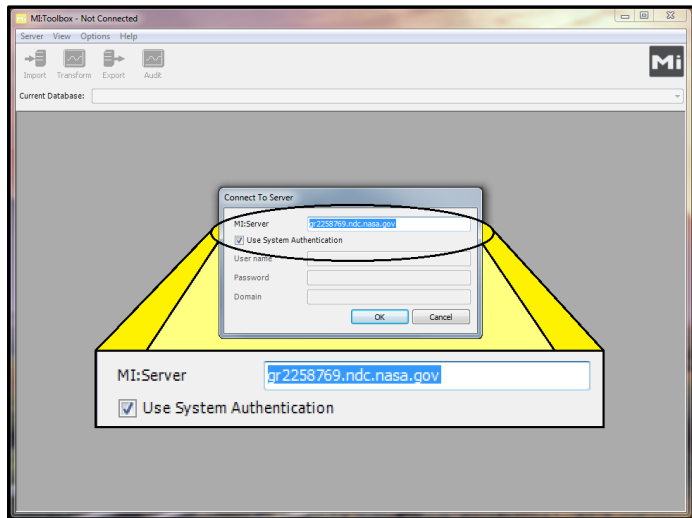 MI:Toolbox - Not Connected
Server View Options Help
Import Transform Export Audit
Mi
Current Database:
Connect To Server
MI:Server gr2258769.ndc.nasa.gov
Use System Authentication
User name
Password
Domain
OK Cancel
MI:Server gr2258769.ndc.nasa.gov
Use System Authentication